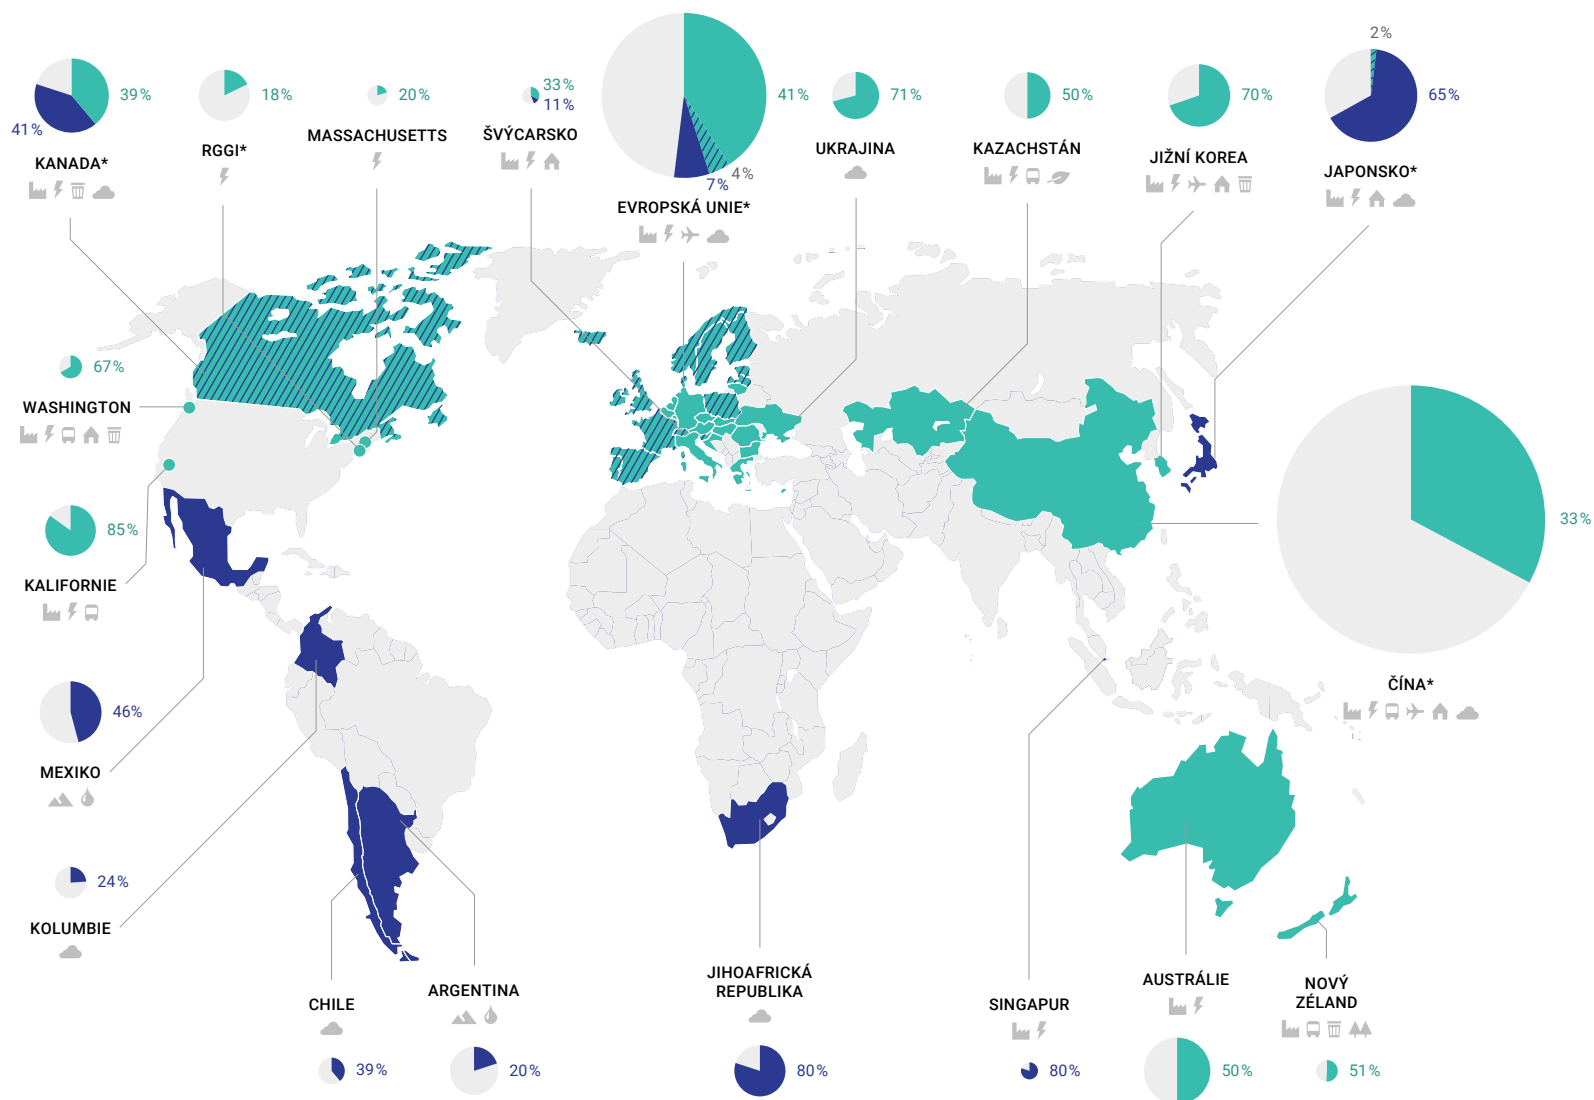 39%
41%
KANADA*
18%
RGGI*
20%
MASSACHUSETTS
33%
11%
ŠVÝCARSKO
41%
4%
7%
EVROPSKÁ UNIE*
71%
UKRAJINA
50%
KAZACHSTÁN
70%
JIŽNÍ KOREA
2%
65%
JAPONSKO*
67%
WASHINGTON
85%
KALIFORNIE
33%
ČÍNA*
46%
MEXIKO
24%
KOLUMBIE
CHILE
39%
ARGENTINA
20%
JIHOAFRICKÁ
REPUBLIKA
80%
SINGAPUR
80%
AUSTRÁLIE
50%
NOVÝ
ZÉLAND
51%